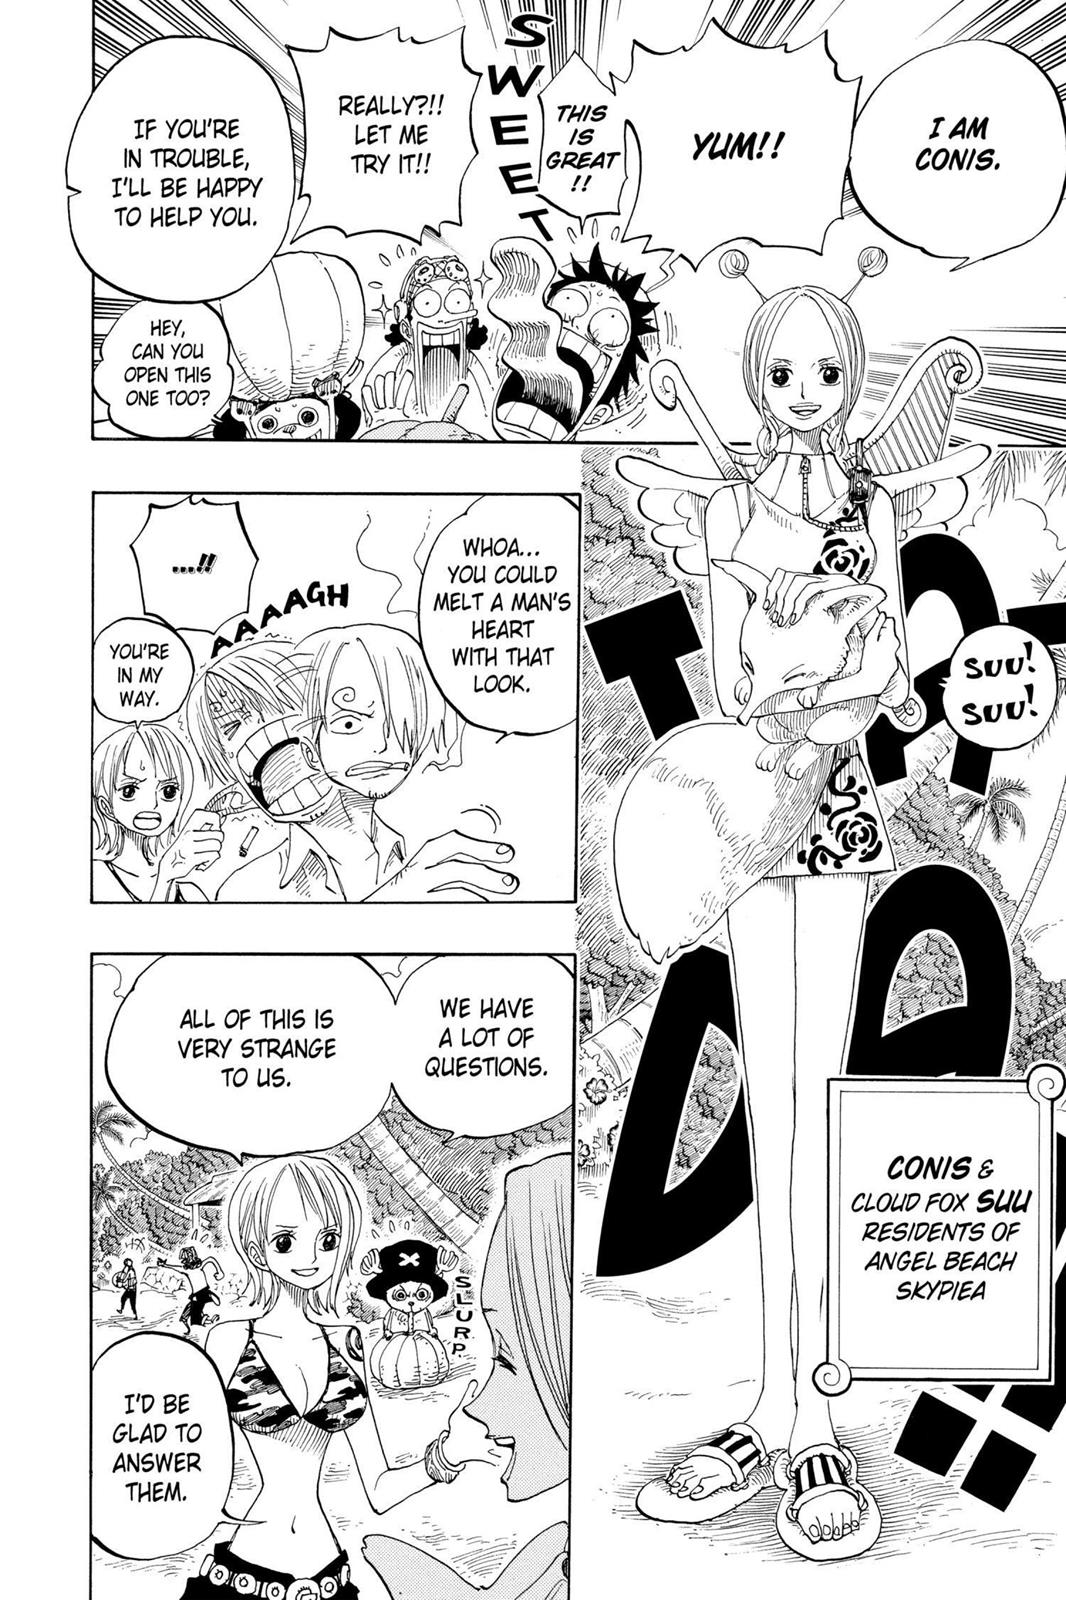 I AM
CONIS.
YUM!!
THIS
IS
GREAT
!!
SWEET
REALLY?!!
LET ME
TRY IT!!
IF YOU'RE
IN TROUBLE,
I'LL BE HAPPY
TO HELP YOU.
HEY,
CAN YOU
OPEN THIS
ONE TOO?
SUU!
SUU!
CONIS &
CLOUD FOX SUU
RESIDENTS OF
ANGEL BEACH
SKYPIEA
WHOA...
YOU COULD
MELT A MAN'S
HEART
WITH THAT
LOOK.
AAAAGH
...!!
YOU'RE
IN MY
WAY.
WE HAVE
A LOT OF
QUESTIONS.
ALL OF THIS IS
VERY STRANGE
TO US.
SLURP.
I'D BE
GLAD TO
ANSWER
THEM.